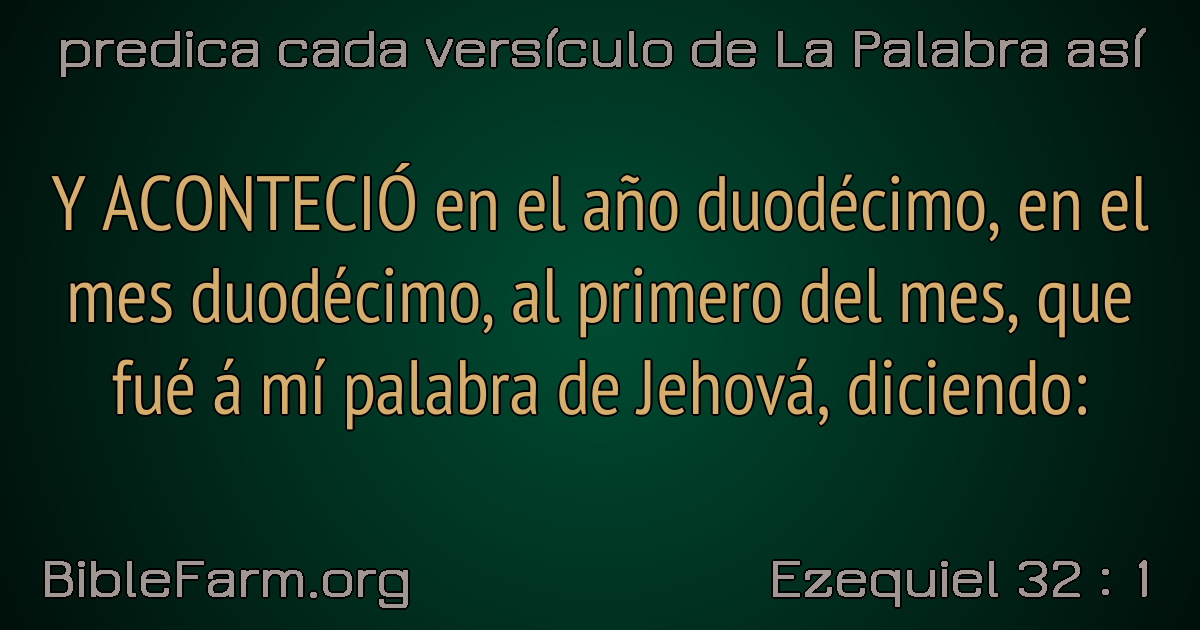 predica cada versículo de La Palabra así
Y ACONTECIÓ en el año duodécimo, en el
mes duodécimo, al primero del mes, que
fué á mí palabra de Jehová, diciendo:
BibleFarm.org
Ezequiel 32 : 1